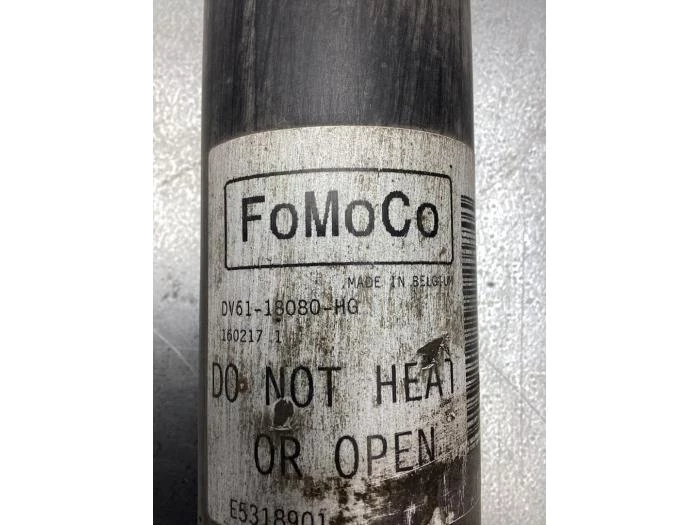 FoMoCo
MADE IN BELGIUM
DV61-18080-HG
160217 1
DO NOT HEAT
OR OPEN
E5318901